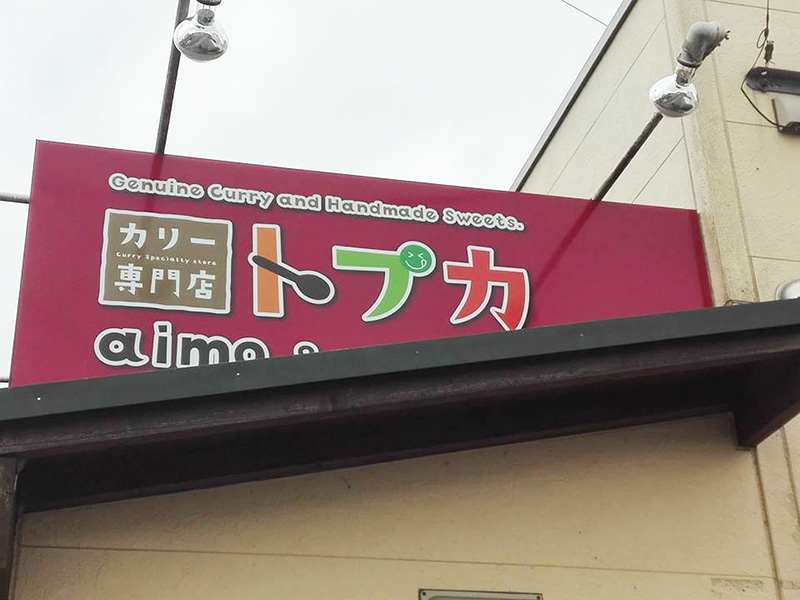 Genuine Curry and Handmade Sweets.
カリー
Curry Specialty store
専門店
トプカ